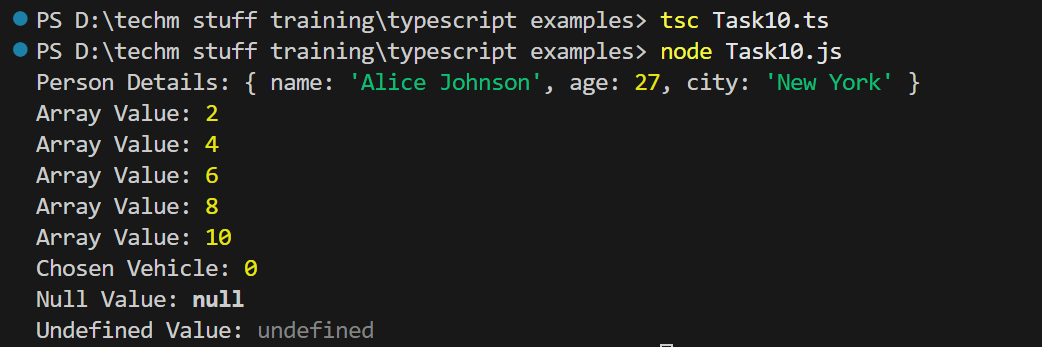 PS D:\techm stuff training\typescript examples> tsc Task10.ts
PS D:\techm stuff training\typescript examples> node Task10.js
Person Details: { name: 'Alice Johnson', age: 27, city: 'New York' }
Array Value: 2
Array Value: 4
Array Value: 6
Array Value: 8
Array Value: 10
Chosen Vehicle: 0
Null Value: null
Undefined Value: undefined